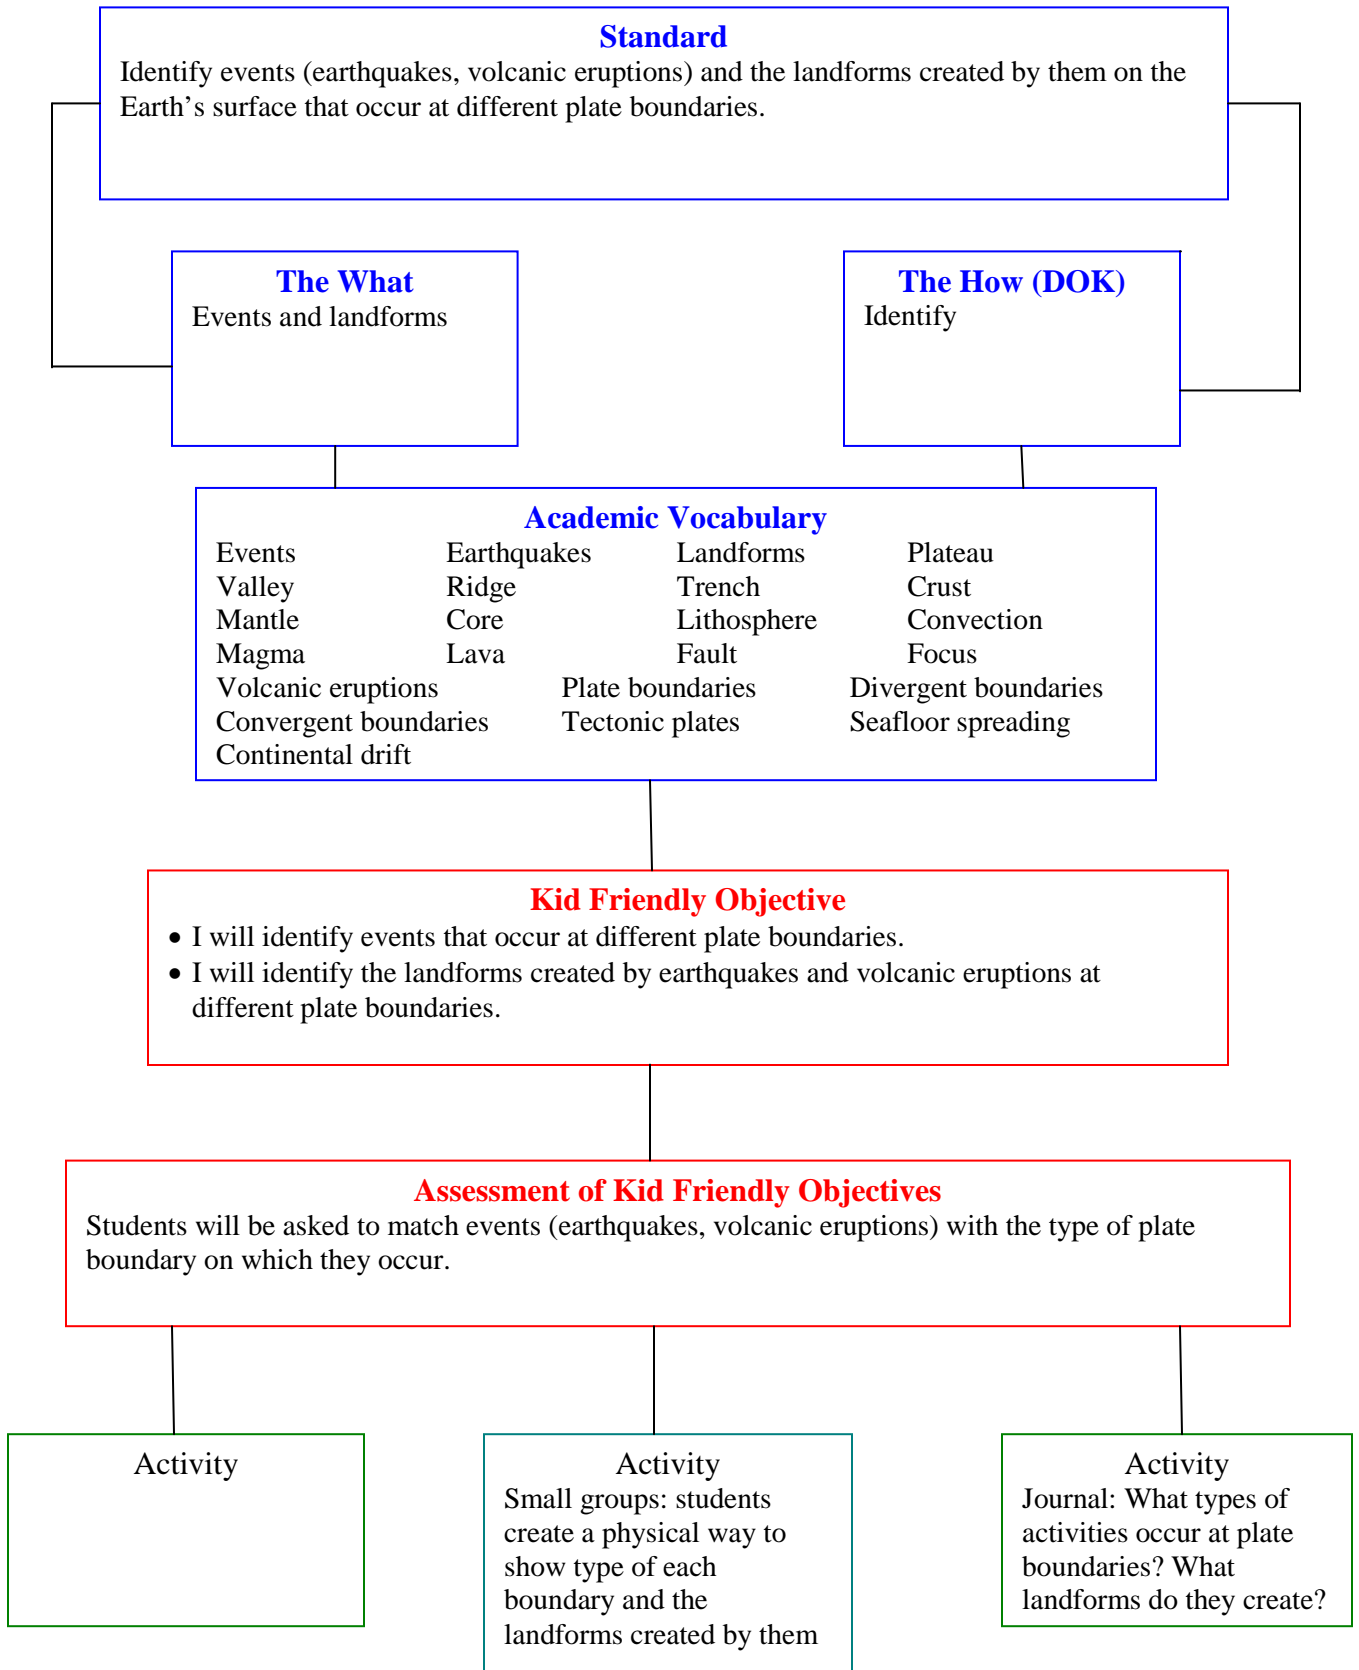 Standard
Identify events (earthquakes, volcanic eruptions) and the landforms created by them on the
Earth’s surface that occur at different plate boundaries.
The What
Events and landforms
The How (DOK)
Identify
Academic Vocabulary
Events Earthquakes Landforms Plateau
Valley Ridge Trench Crust
Mantle Core Lithosphere Convection
Magma Lava Fault Focus
Volcanic eruptions Plate boundaries Divergent boundaries
Convergent boundaries Tectonic plates Seafloor spreading
Continental drift
Kid Friendly Objective
• I will identify events that occur at different plate boundaries.
• I will identify the landforms created by earthquakes and volcanic eruptions at
different plate boundaries.
Assessment of Kid Friendly Objectives
Students will be asked to match events (earthquakes, volcanic eruptions) with the type of plate
boundary on which they occur.
Activity
Activity
Small groups: students
create a physical way to
show type of each
boundary and the
landforms created by them
Activity
Journal: What types of
activities occur at plate
boundaries? What
landforms do they create?